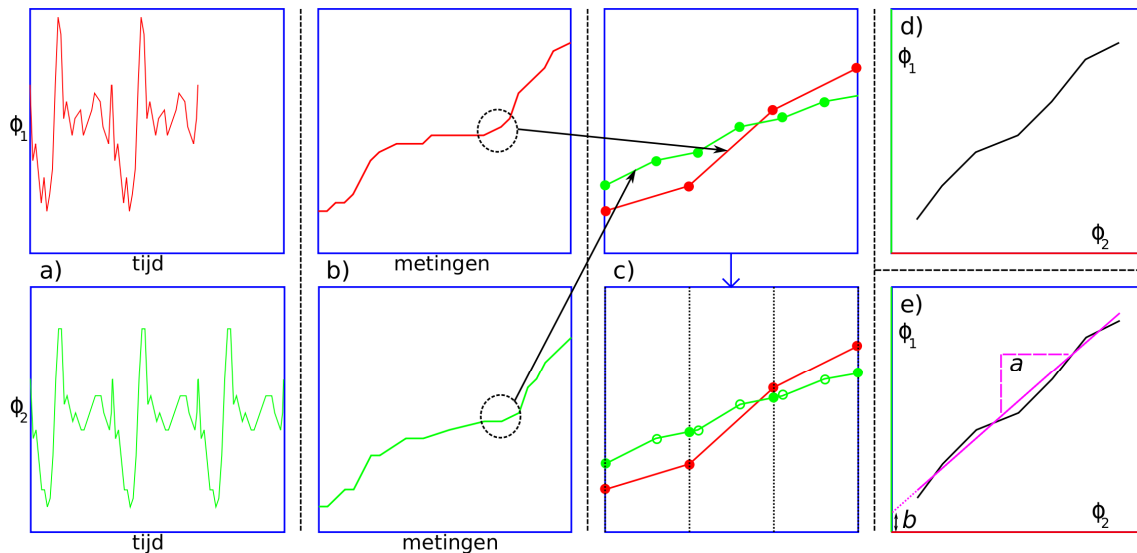 ϕ1
a)
tijd
ϕ2
tijd
b)
metingen
metingen
c)
d)
ϕ1
ϕ2
e)
ϕ1
a
b
ϕ2